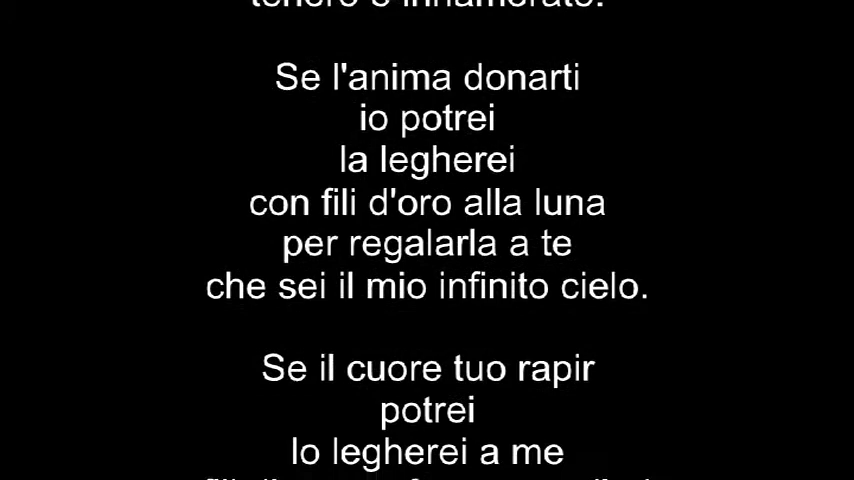 tenero e innamorato.
Se l'anima donarti
io potrei
la legherei
con fili d'oro alla luna
per regalarla a te
che sei il mio infinito cielo.
Se il cuore tuo rapir
potrei
lo legherei a me